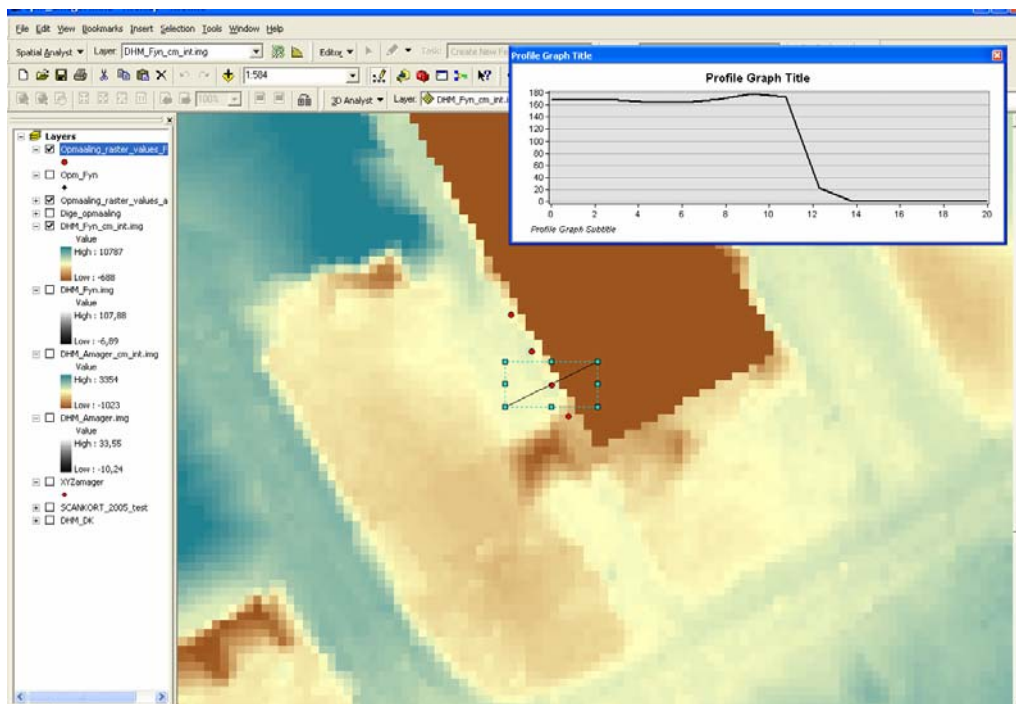 File Edit View Bookmarks Insert Selection Tools Window Help
Spatial Analyst Layer: DHM_Fyn_cm_int.img Editor Task: Create New Fe
1:584
100% 3D Analyst Layer: DHM_Fyn_cm_int.i
Layers
Opmaaling_raster_values_F
Opm_Fyn
Opmaaling_raster_values_a
Dige_opmaaling
DHM_Fyn_cm_int.img
Value
High : 10787
Low : -688
DHM_Fyn.img
Value
High : 107,88
Low : -6,89
DHM_Amager_cm_int.img
Value
High : 3354
Low : -1023
DHM_Amager.img
Value
High : 33,55
Low : -10,24
XYZamager
SCANKORT_2005_test
DHM_DK
Profile Graph Title
Profile Graph Title
180
160
140
120
100
80
60
40
20
0
0 2 4 6 8 10 12 14 16 18 20
Profile Graph Subtitle